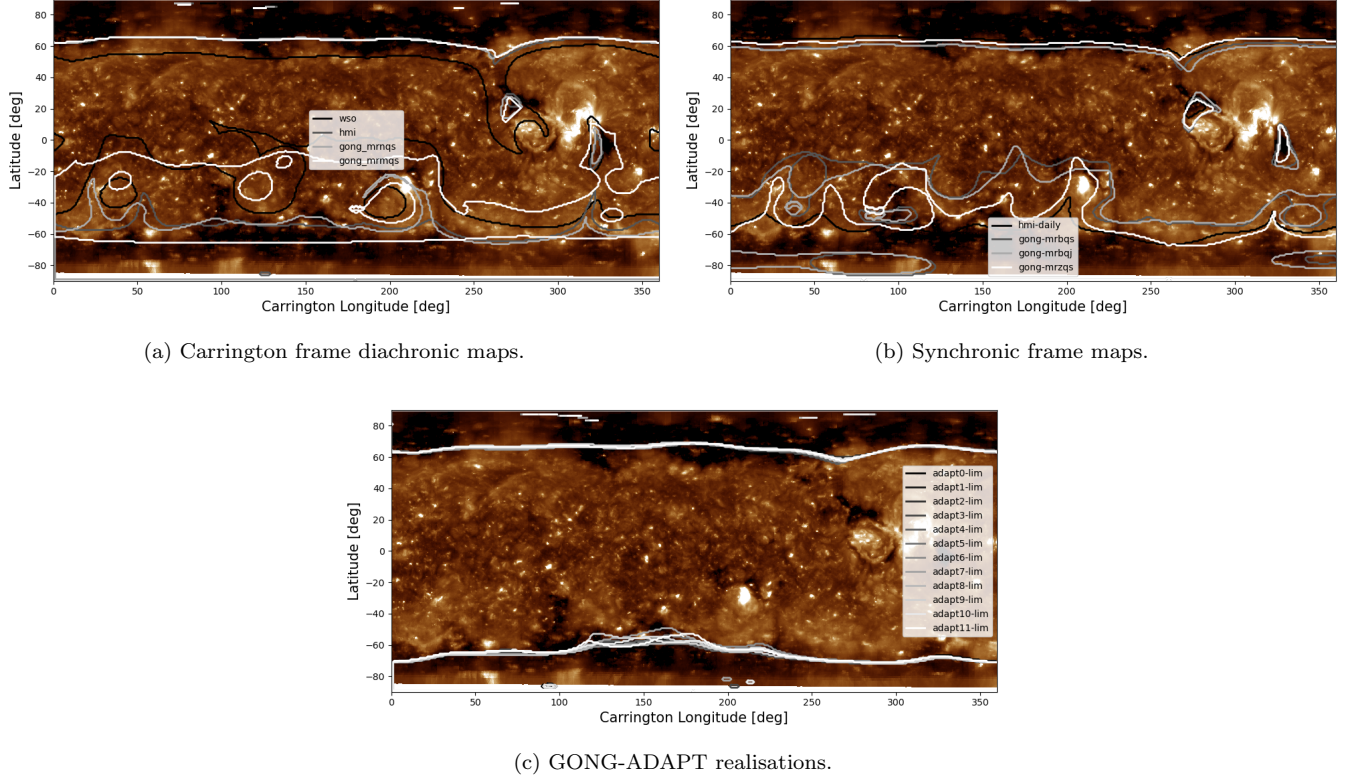 80
60
40
20
0
−20
−40
−60
−80
Latitude [deg]
wso
hmi
gong_mrnqs
gong_mrmqs
0 50 100 150 200 250 300 350
Carrington Longitude [deg]
(a) Carrington frame diachronic maps.
80
60
40
20
0
−20
−40
−60
−80
Latitude [deg]
hmi-daily
gong-mrbqs
gong-mrbqj
gong-mrzqs
0 50 100 150 200 250 300 350
Carrington Longitude [deg]
(b) Synchronic frame maps.
80
60
40
20
0
−20
−40
−60
−80
Latitude [deg]
adapt0-lim
adapt1-lim
adapt2-lim
adapt3-lim
adapt4-lim
adapt5-lim
adapt6-lim
adapt7-lim
adapt8-lim
adapt9-lim
adapt10-lim
adapt11-lim
0 50 100 150 200 250 300 350
Carrington Longitude [deg]
(c) GONG-ADAPT realisations.